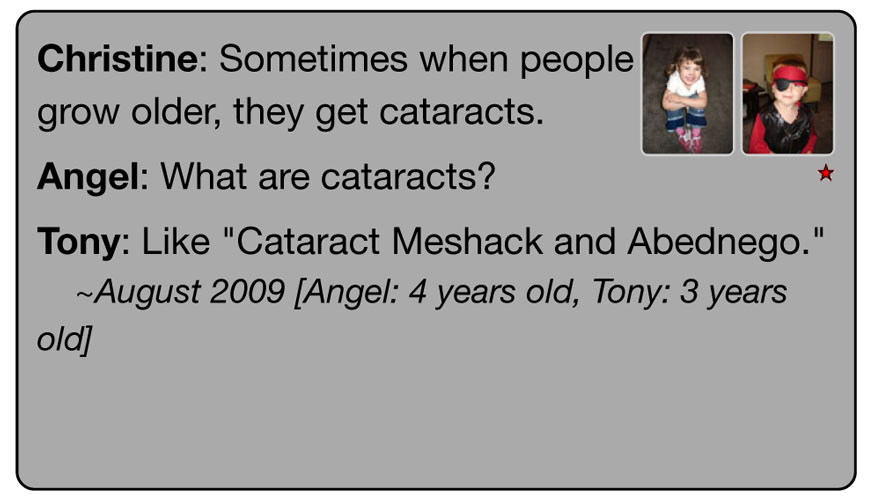 Christine: Sometimes when people
grow older, they get cataracts.
Angel: What are cataracts?
Tony: Like "Cataract Meshack and Abednego."
~August 2009 [Angel: 4 years old, Tony: 3 years
old]